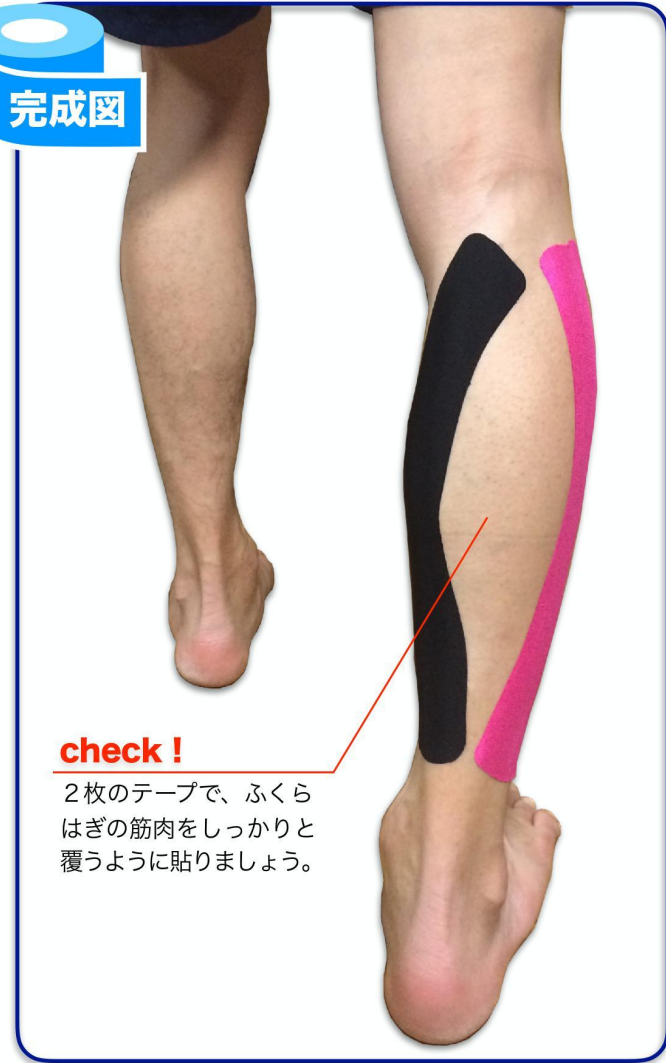 完成図
check！
２枚のテープで、ふくら
はぎの筋肉をしっかりと
覆うように貼りましょう。